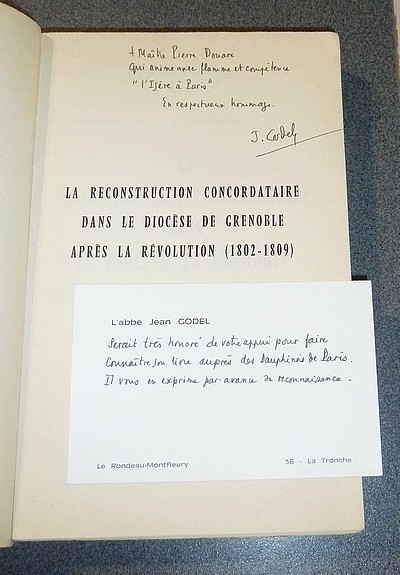 A Maître Pierre Douare
qui anime avec flamme et compétence
"l'Isère à Paris"
En respectueux hommage.
J. Godel
LA RECONSTRUCTION CONCORDATAIRE
DANS LE DIOCÈSE DE GRENOBLE
APRÈS LA RÉVOLUTION (1802-1809)
L'abbé Jean GODEL
Serait très honoré de votre appui pour faire
connaître son livre auprès des Dauphinois de Paris.
Il vous en exprime par avance sa reconnaissance.
Le Rondeau-Montfleury
38 - La Tronche